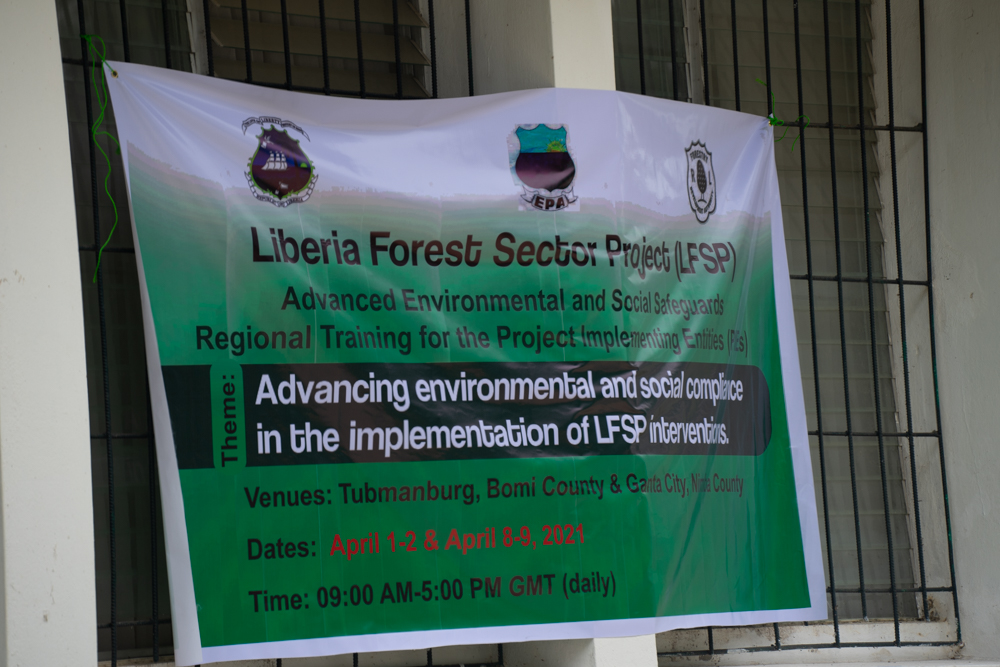 EPA
FORESTRY
Liberia Forest Sector Project (LFSP)
Advanced Environmental and Social Safeguards
Regional Training for the Project Implementing Entities (PIEs)
Theme:
Advancing environmental and social compliance
in the implementation of LFSP interventions.
Venues: Tubmanburg, Bomi County & Ganta City, Nimba County
Dates: April 1-2 & April 8-9, 2021
Time: 09:00 AM-5:00 PM GMT (daily)